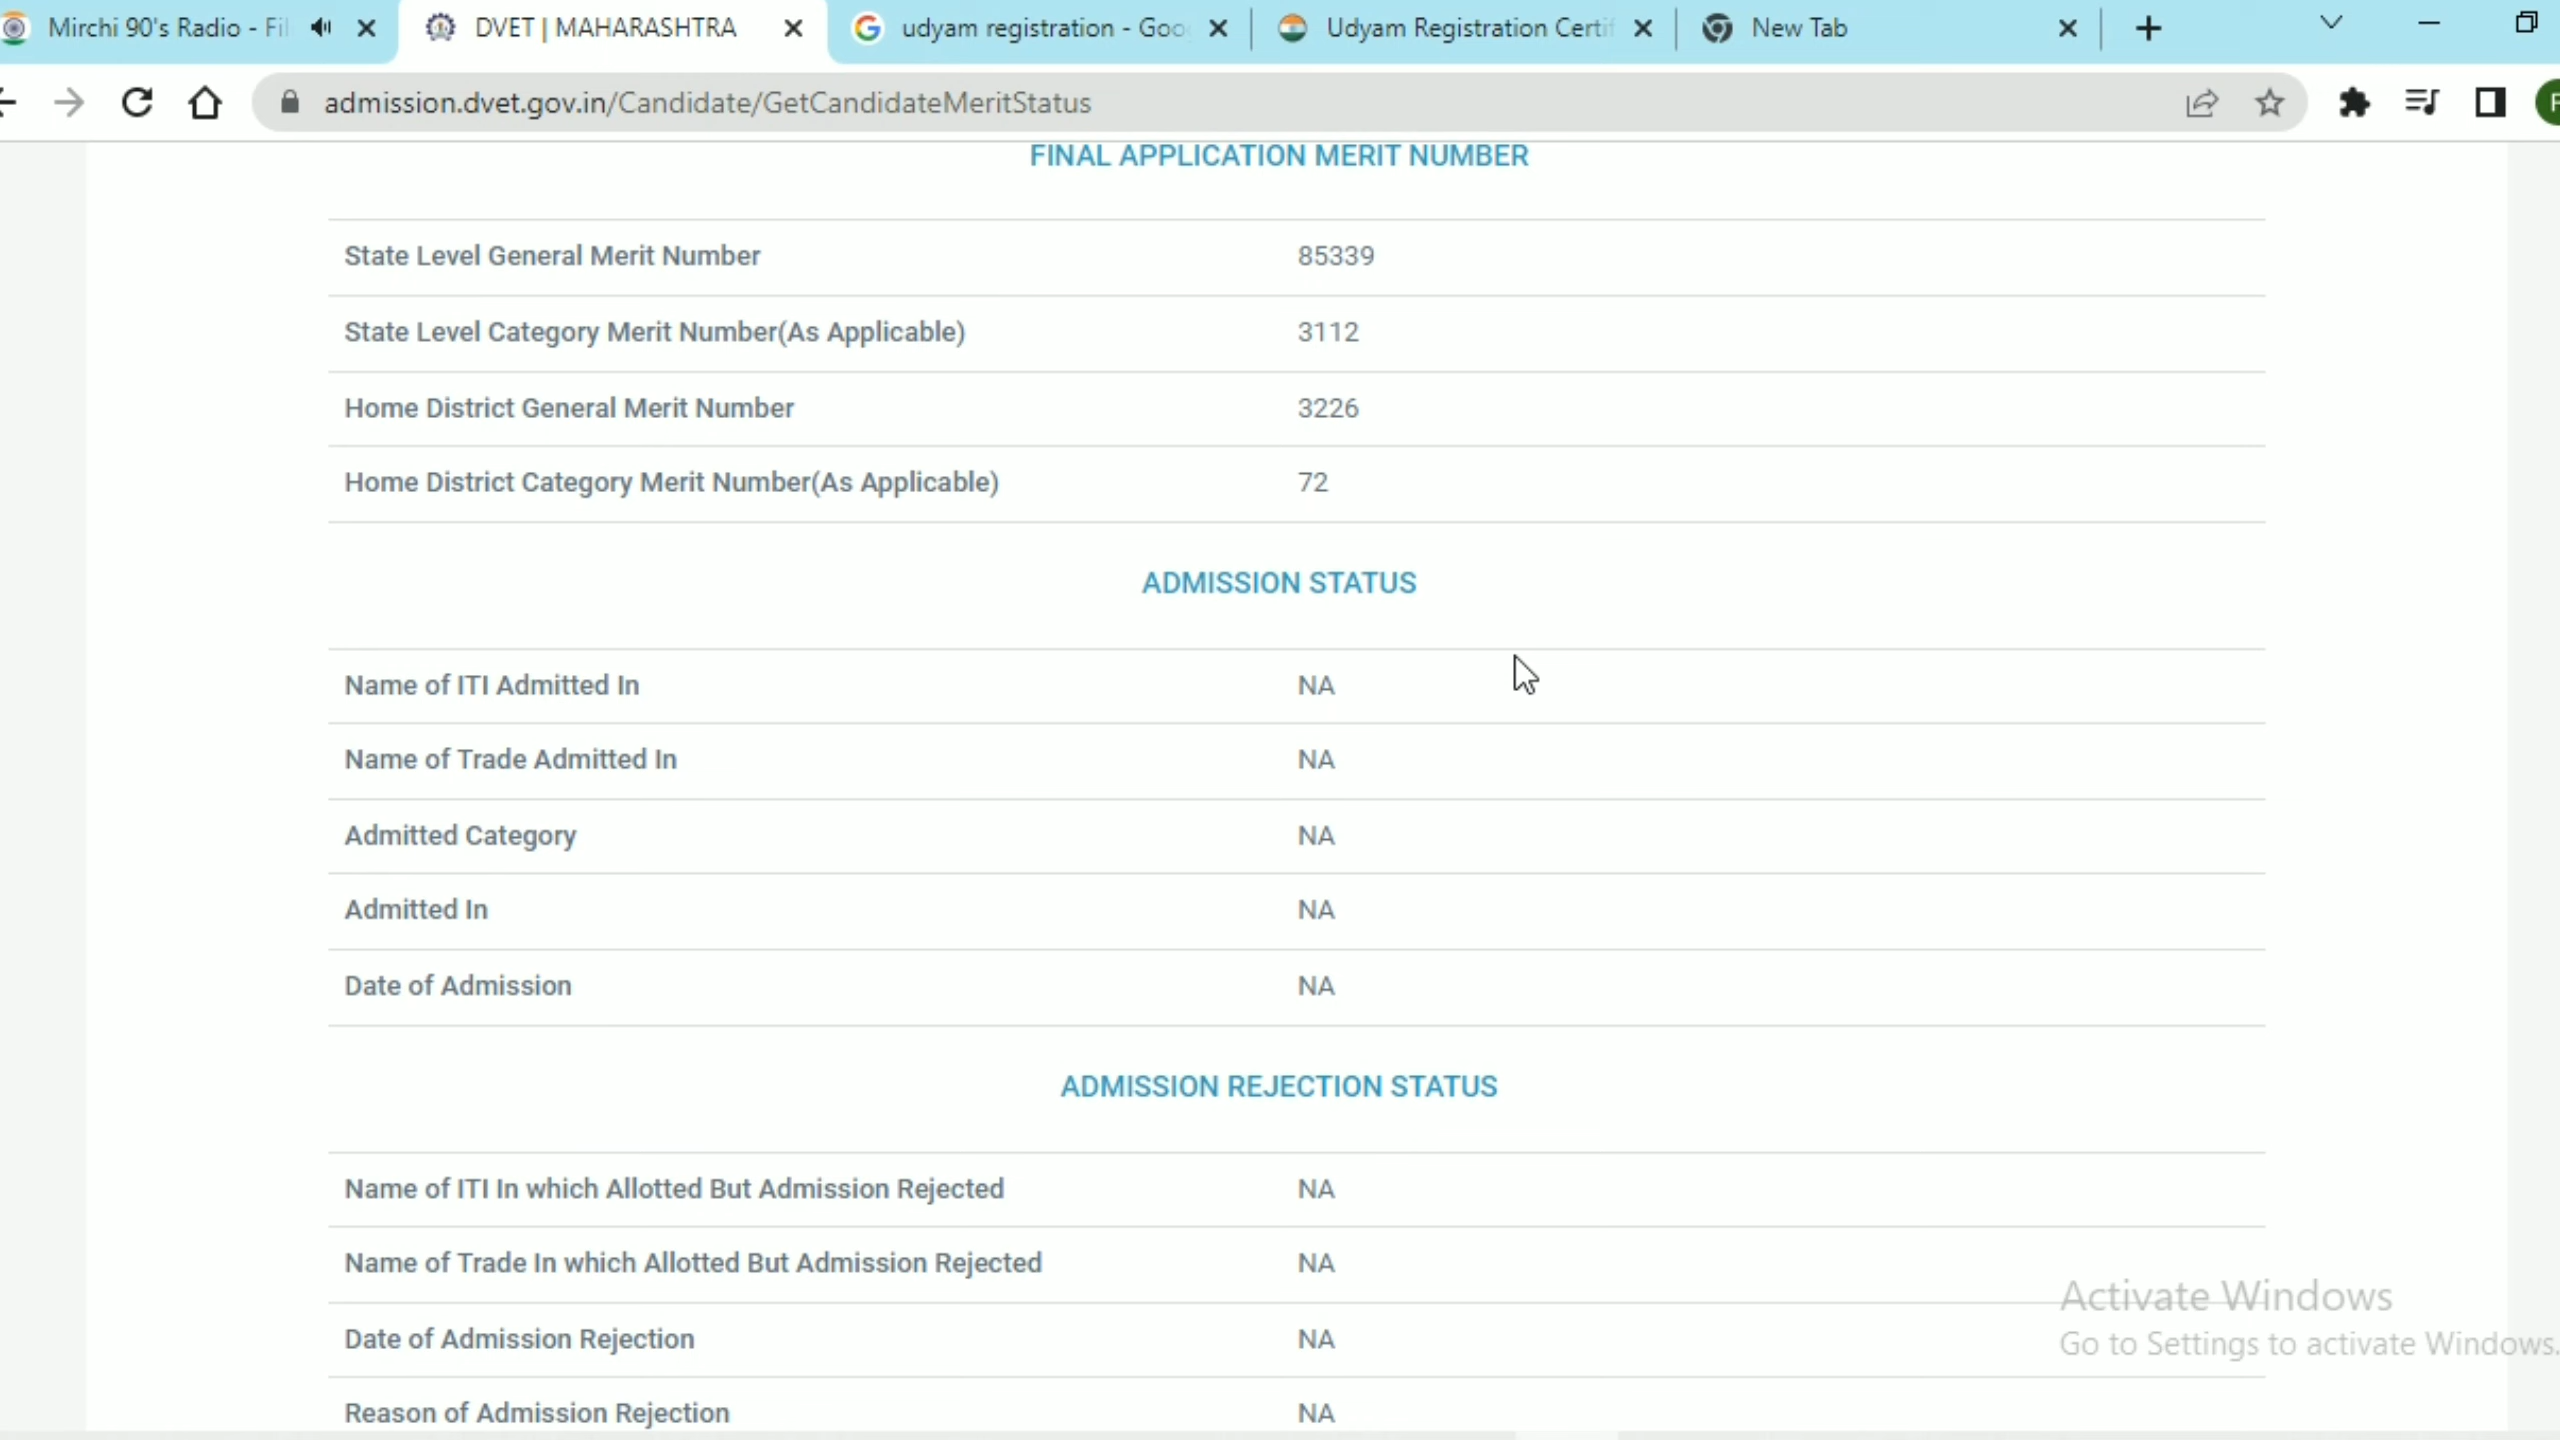 Mirchi 90's Radio - Fil
DVET | MAHARASHTRA
udyam registration - Goo
Udyam Registration Certif
New Tab
admission.dvet.gov.in/Candidate/GetCandidateMeritStatus
FINAL APPLICATION MERIT NUMBER
State Level General Merit Number 85339
State Level Category Merit Number(As Applicable) 3112
Home District General Merit Number 3226
Home District Category Merit Number(As Applicable) 72
ADMISSION STATUS
Name of ITI Admitted In NA
Name of Trade Admitted In NA
Admitted Category NA
Admitted In NA
Date of Admission NA
ADMISSION REJECTION STATUS
Name of ITI In which Allotted But Admission Rejected NA
Name of Trade In which Allotted But Admission Rejected NA
Date of Admission Rejection NA
Reason of Admission Rejection NA
Activate Windows
Go to Settings to activate Windows.